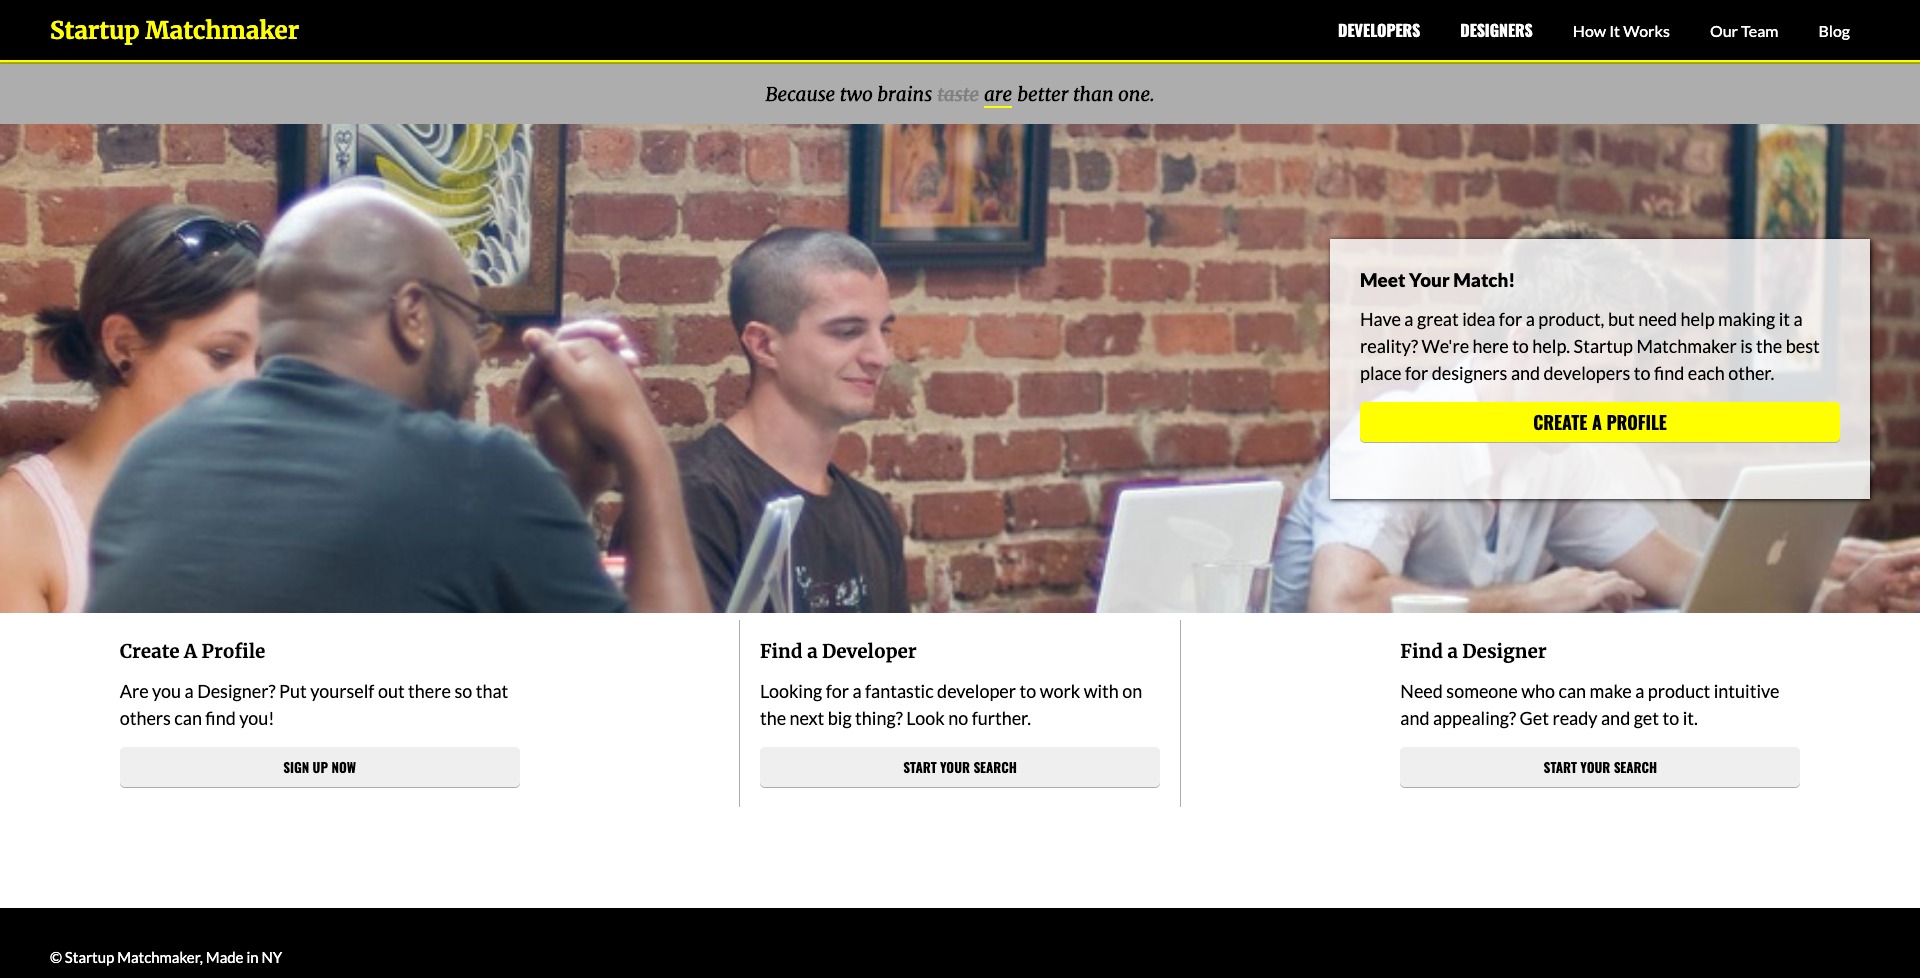 Startup Matchmaker
DEVELOPERS DESIGNERS How It Works Our Team Blog
Because two brains taste are better than one.
Meet Your Match!
Have a great idea for a product, but need help making it a
reality? We're here to help. Startup Matchmaker is the best
place for designers and developers to find each other.
CREATE A PROFILE
Create A Profile
Are you a Designer? Put yourself out there so that
others can find you!
SIGN UP NOW
Find a Developer
Looking for a fantastic developer to work with on
the next big thing? Look no further.
START YOUR SEARCH
Find a Designer
Need someone who can make a product intuitive
and appealing? Get ready and get to it.
START YOUR SEARCH
© Startup Matchmaker, Made in NY